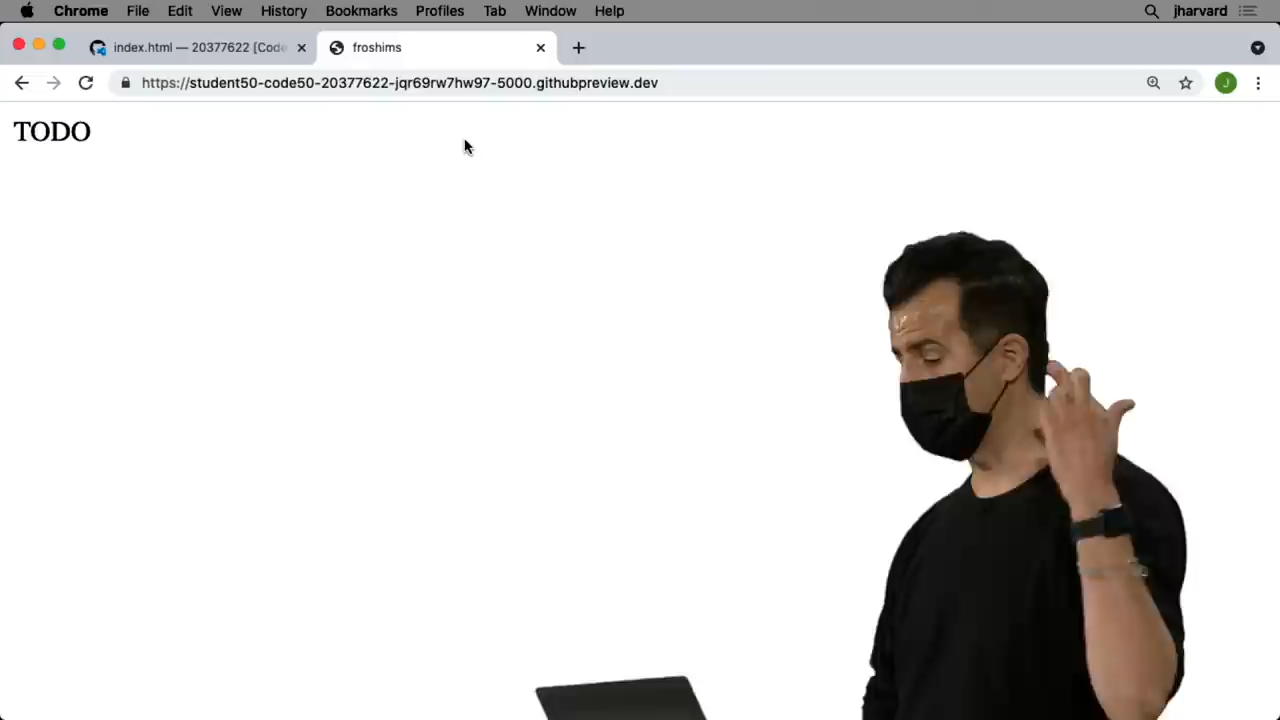 Chrome File Edit View History Bookmarks Profiles Tab Window Help jharvard
index.html — 20377622 [Code froshims
https://student50-code50-20377622-jqr69rw7hw97-5000.githubpreview.dev J
TODO